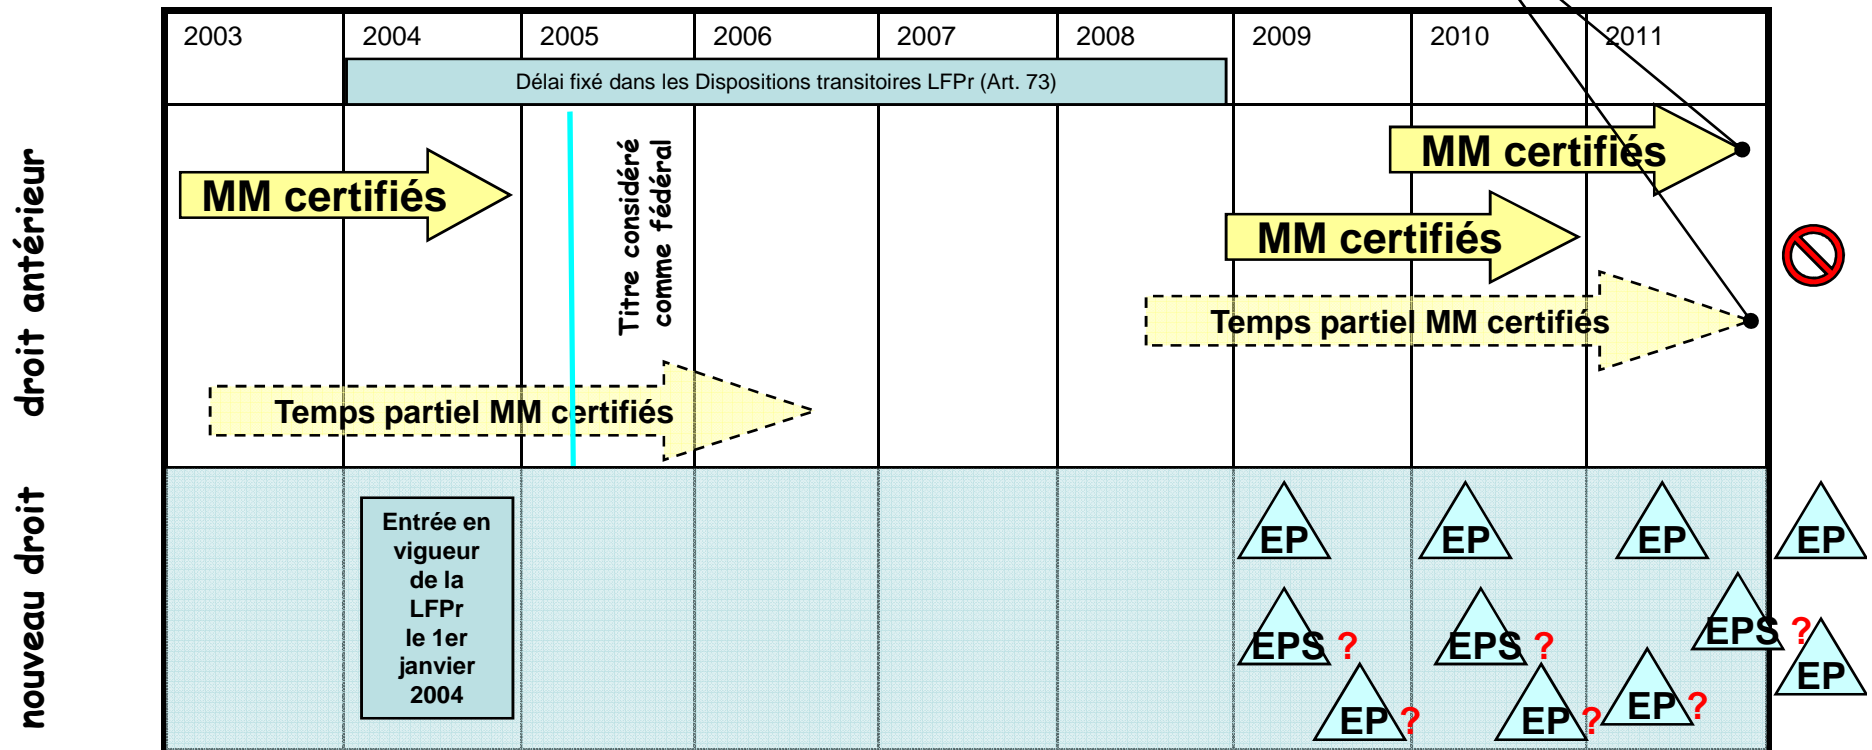 2003
2004
2005
2006
2007
2008
2009
2010
2011
Délai fixé dans les Dispositions transitoires LFPr (Art. 73)
droit antérieur
MM certifiés
Titre considéré
comme fédéral
MM certifiés
MM certifiés
Temps partiel MM certifiés
Temps partiel MM certifiés
nouveau droit
Entrée en
vigueur
de la
LFPr
le 1er
janvier
2004
EP
EP
EP
EP
EPS ?
EPS ?
EPS ?
EP
EP ?
EP ?
EP ?